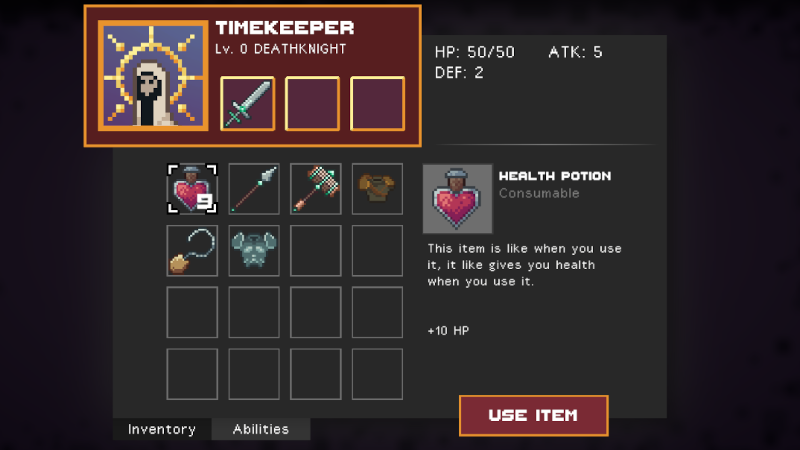 TIMEKEEPER
Lv. 0 DEATHKNIGHT
HP: 50/50 ATK: 5
DEF: 2
9
HEALTH POTION
Consumable
This item is like when you use
it, it like gives you health
when you use it.
+10 HP
USE ITEM
Inventory Abilities